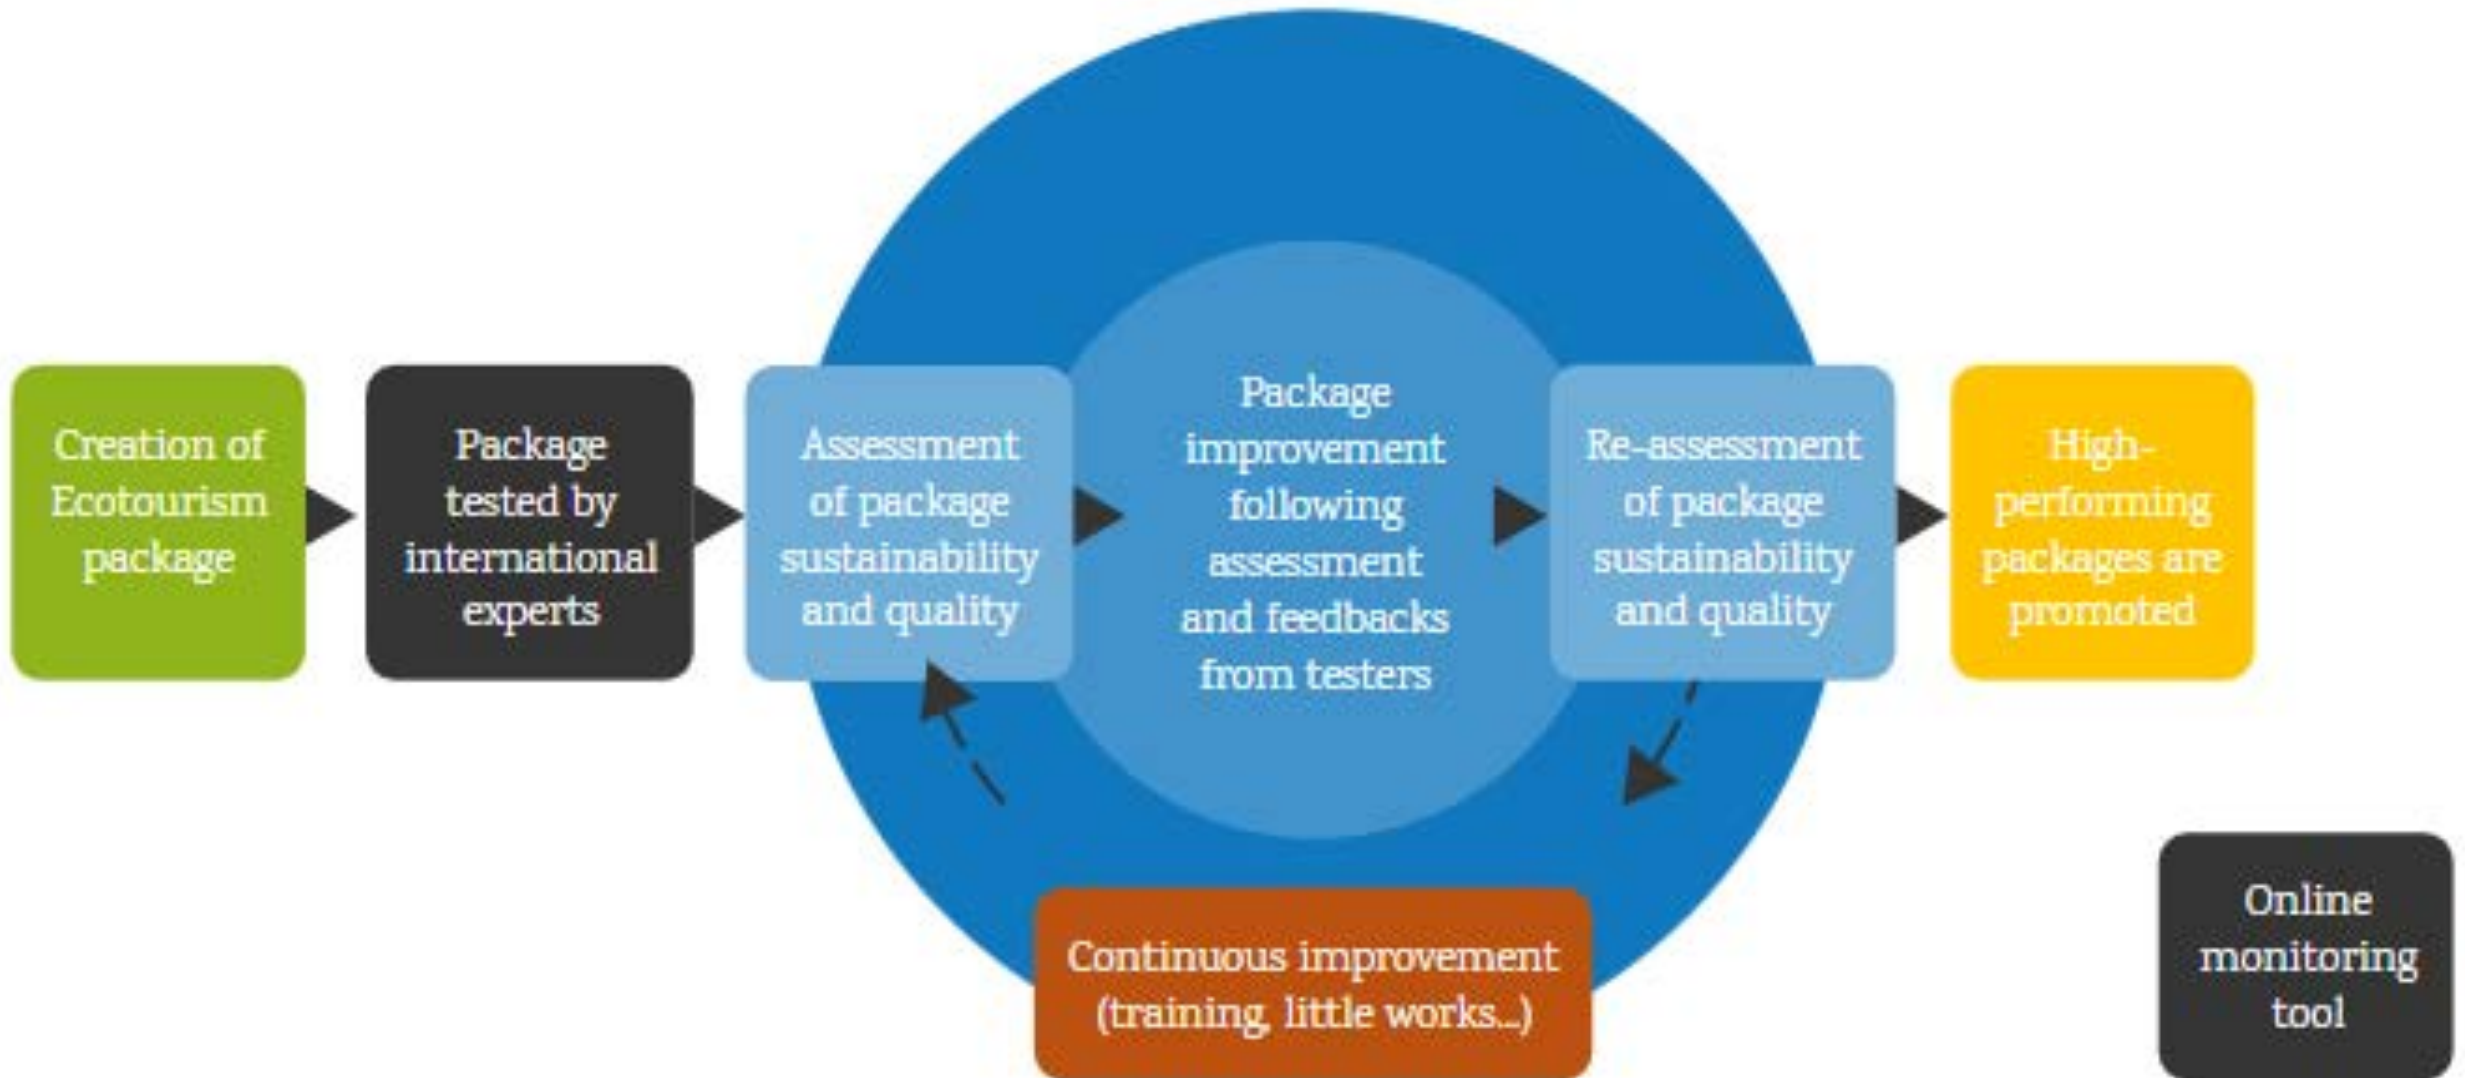 Creation of
Ecotourism
package
Package
tested by
international
experts
Assessment
of package
sustainability
and quality
Package
improvement
following
assessment
and feedbacks
from testers
Re-assessment
of package
sustainability
and quality
High-
performing
packages are
promoted
Continuous improvement
(training, little works...)
Online
monitoring
tool